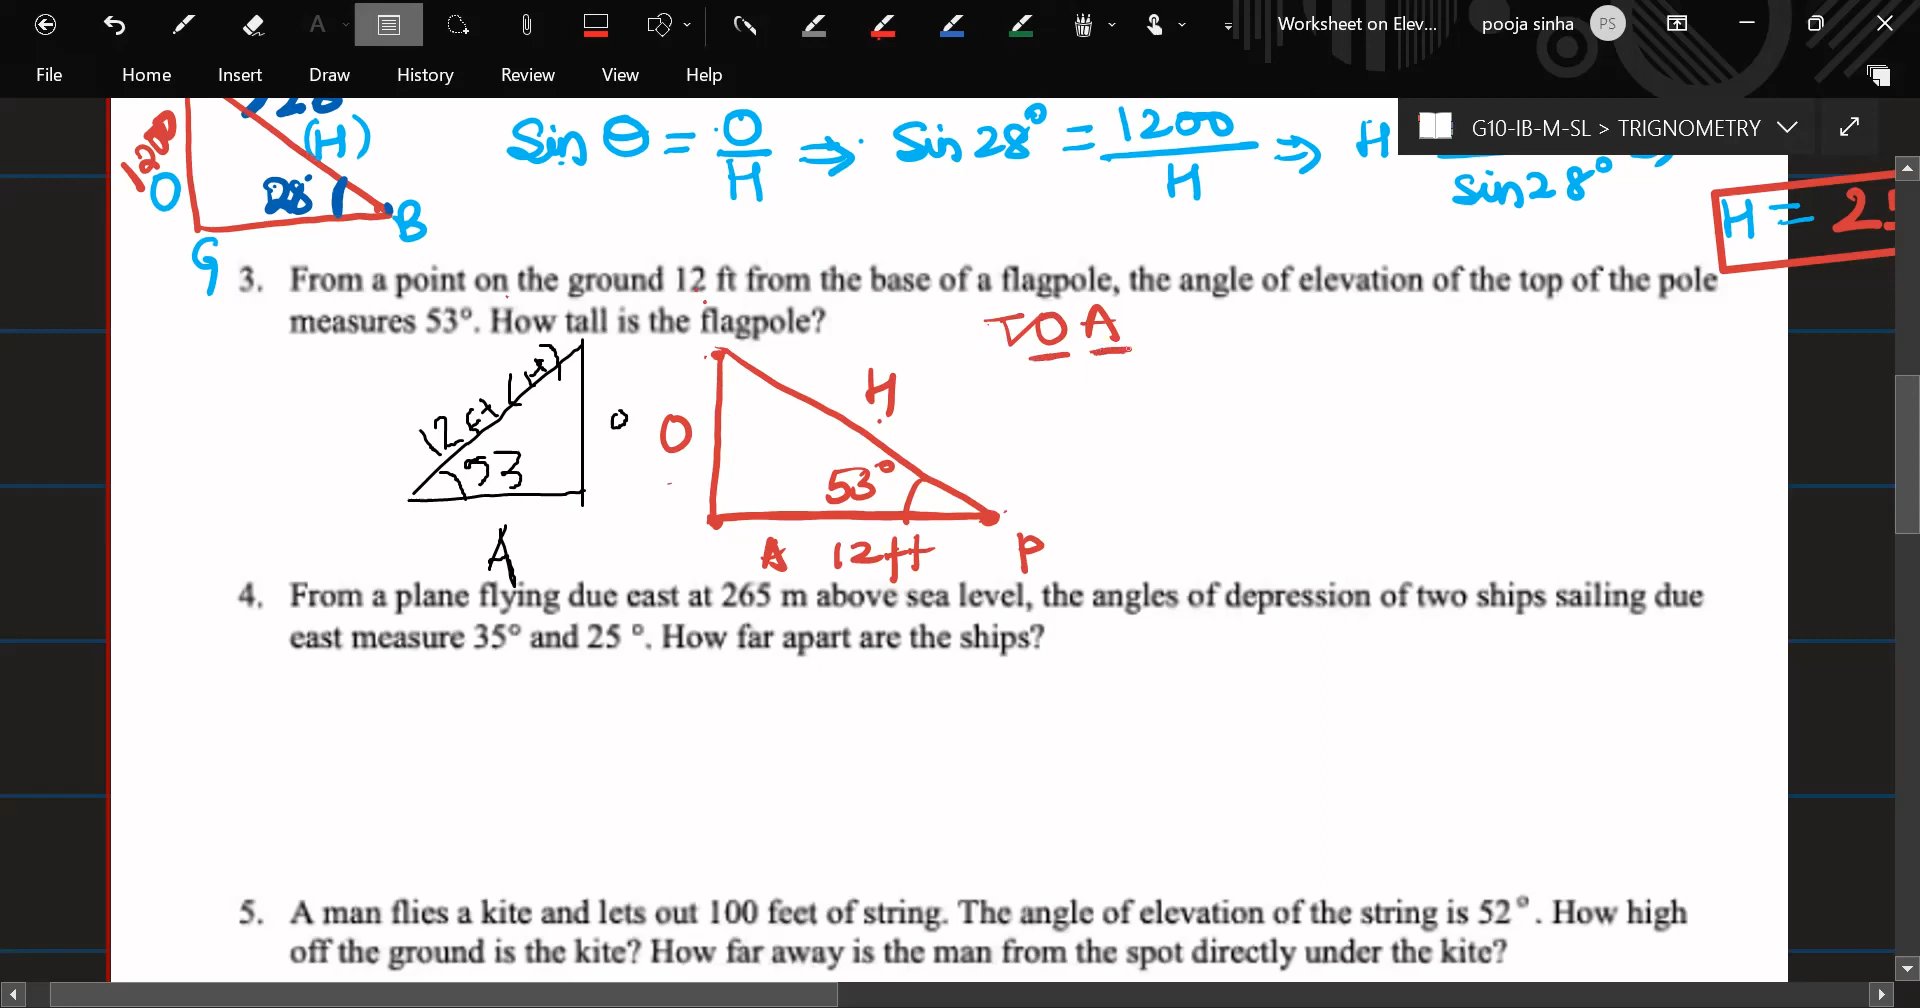 Worksheet on Elev...
pooja sinha
PS
File Home Insert Draw History Review View Help
G10-IB-M-SL > TRIGNOMETRY
1200
O
(H)
28°
B
G
Sin θ = O/H ⇒ Sin 28° = 1200/H ⇒ H
sin28°
H =
3. From a point on the ground 12 ft from the base of a flagpole, the angle of elevation of the top of the pole
measures 53°. How tall is the flagpole?
TOA
12 ft
53
O
A
O
H
53°
A 12ft P
4. From a plane flying due east at 265 m above sea level, the angles of depression of two ships sailing due
east measure 35° and 25 °. How far apart are the ships?
5. A man flies a kite and lets out 100 feet of string. The angle of elevation of the string is 52°. How high
off the ground is the kite? How far away is the man from the spot directly under the kite?